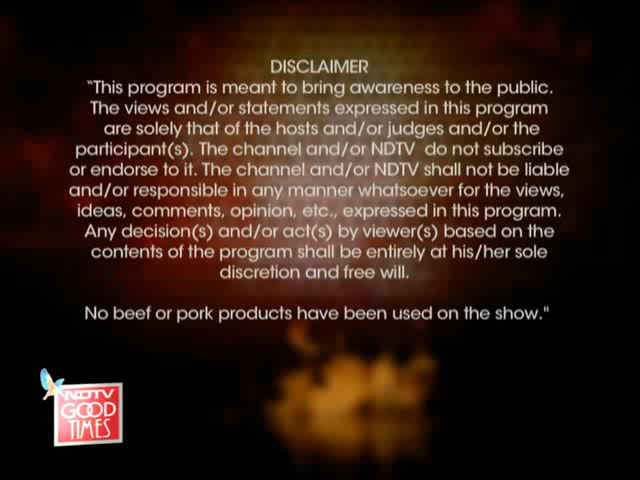 DISCLAIMER
“This program is meant to bring awareness to the public.
The views and/or statements expressed in this program
are solely that of the hosts and/or judges and/or the
participant(s). The channel and/or NDTV do not subscribe
or endorse to it. The channel and/or NDTV shall not be liable
and/or responsible in any manner whatsoever for the views,
ideas, comments, opinion, etc., expressed in this program.
Any decision(s) and/or act(s) by viewer(s) based on the
contents of the program shall be entirely at his/her sole
discretion and free will.
No beef or pork products have been used on the show."
NDTV
GOOD
TIMES